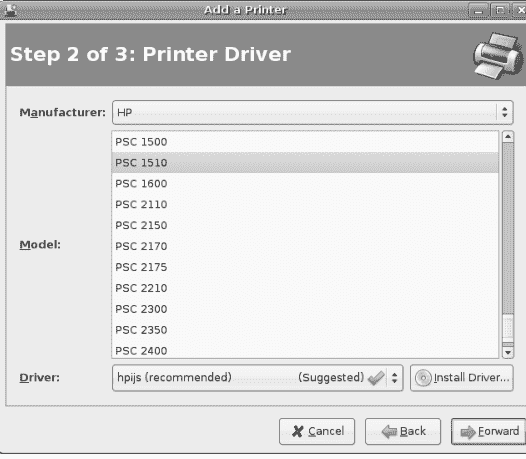 Add a Printer
Step 2 of 3: Printer Driver
Manufacturer: HP
PSC 1500
PSC 1510
PSC 1600
PSC 2110
PSC 2150
PSC 2170
Model:
PSC 2175
PSC 2210
PSC 2300
PSC 2350
PSC 2400
Driver: hpijs (recommended) (Suggested) Install Driver...
Cancel Back Forward